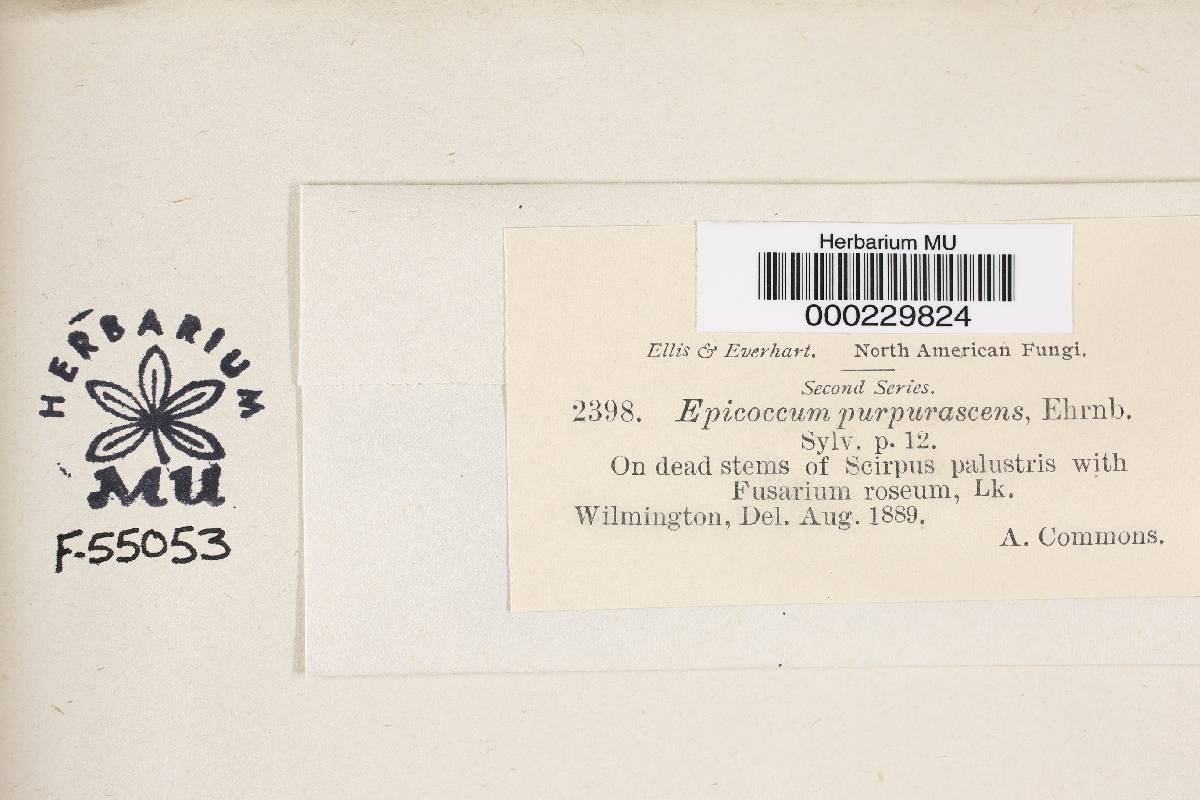 HERBARIUM
MU
F-55053
Herbarium MU
000229824
Ellis & Everhart. North American Fungi.
Second Series.
2398. Epicoccum purpurascens, Ehrnb.
Sylv. p. 12.
On dead stems of Scirpus palustris with
Fusarium roseum, Lk.
Wilmington, Del. Aug. 1889.
A. Commons.